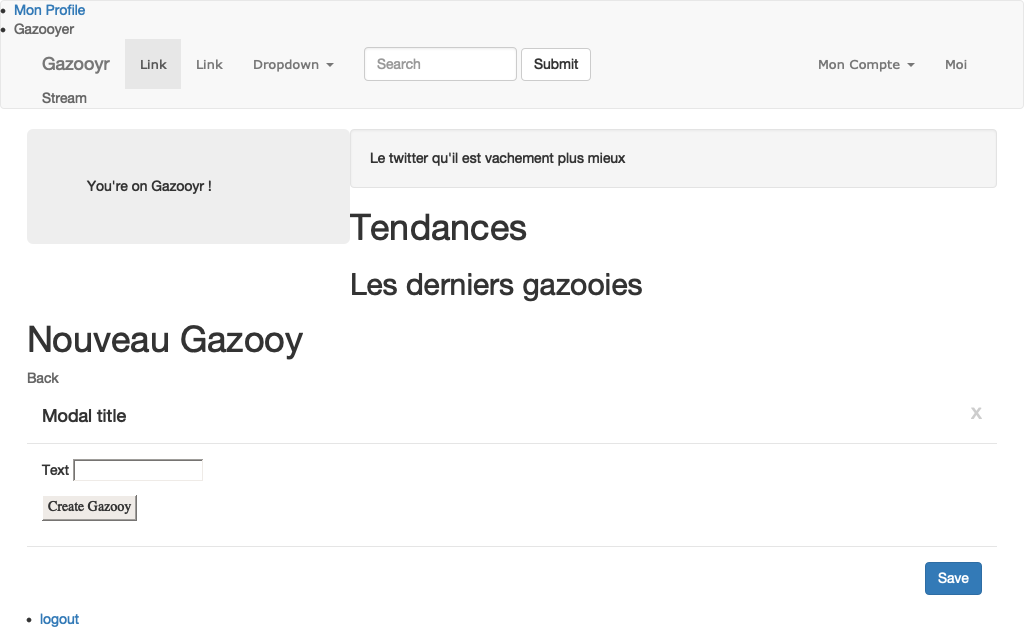 Mon Profile
Gazooyer
Gazooyr Link Link Dropdown Search Submit Mon Compte Moi
Stream
You're on Gazooyr !
Le twitter qu'il est vachement plus mieux
Tendances
Les derniers gazooies
Nouveau Gazooy
Back
Modal title x
Text
Create Gazooy
Save
logout